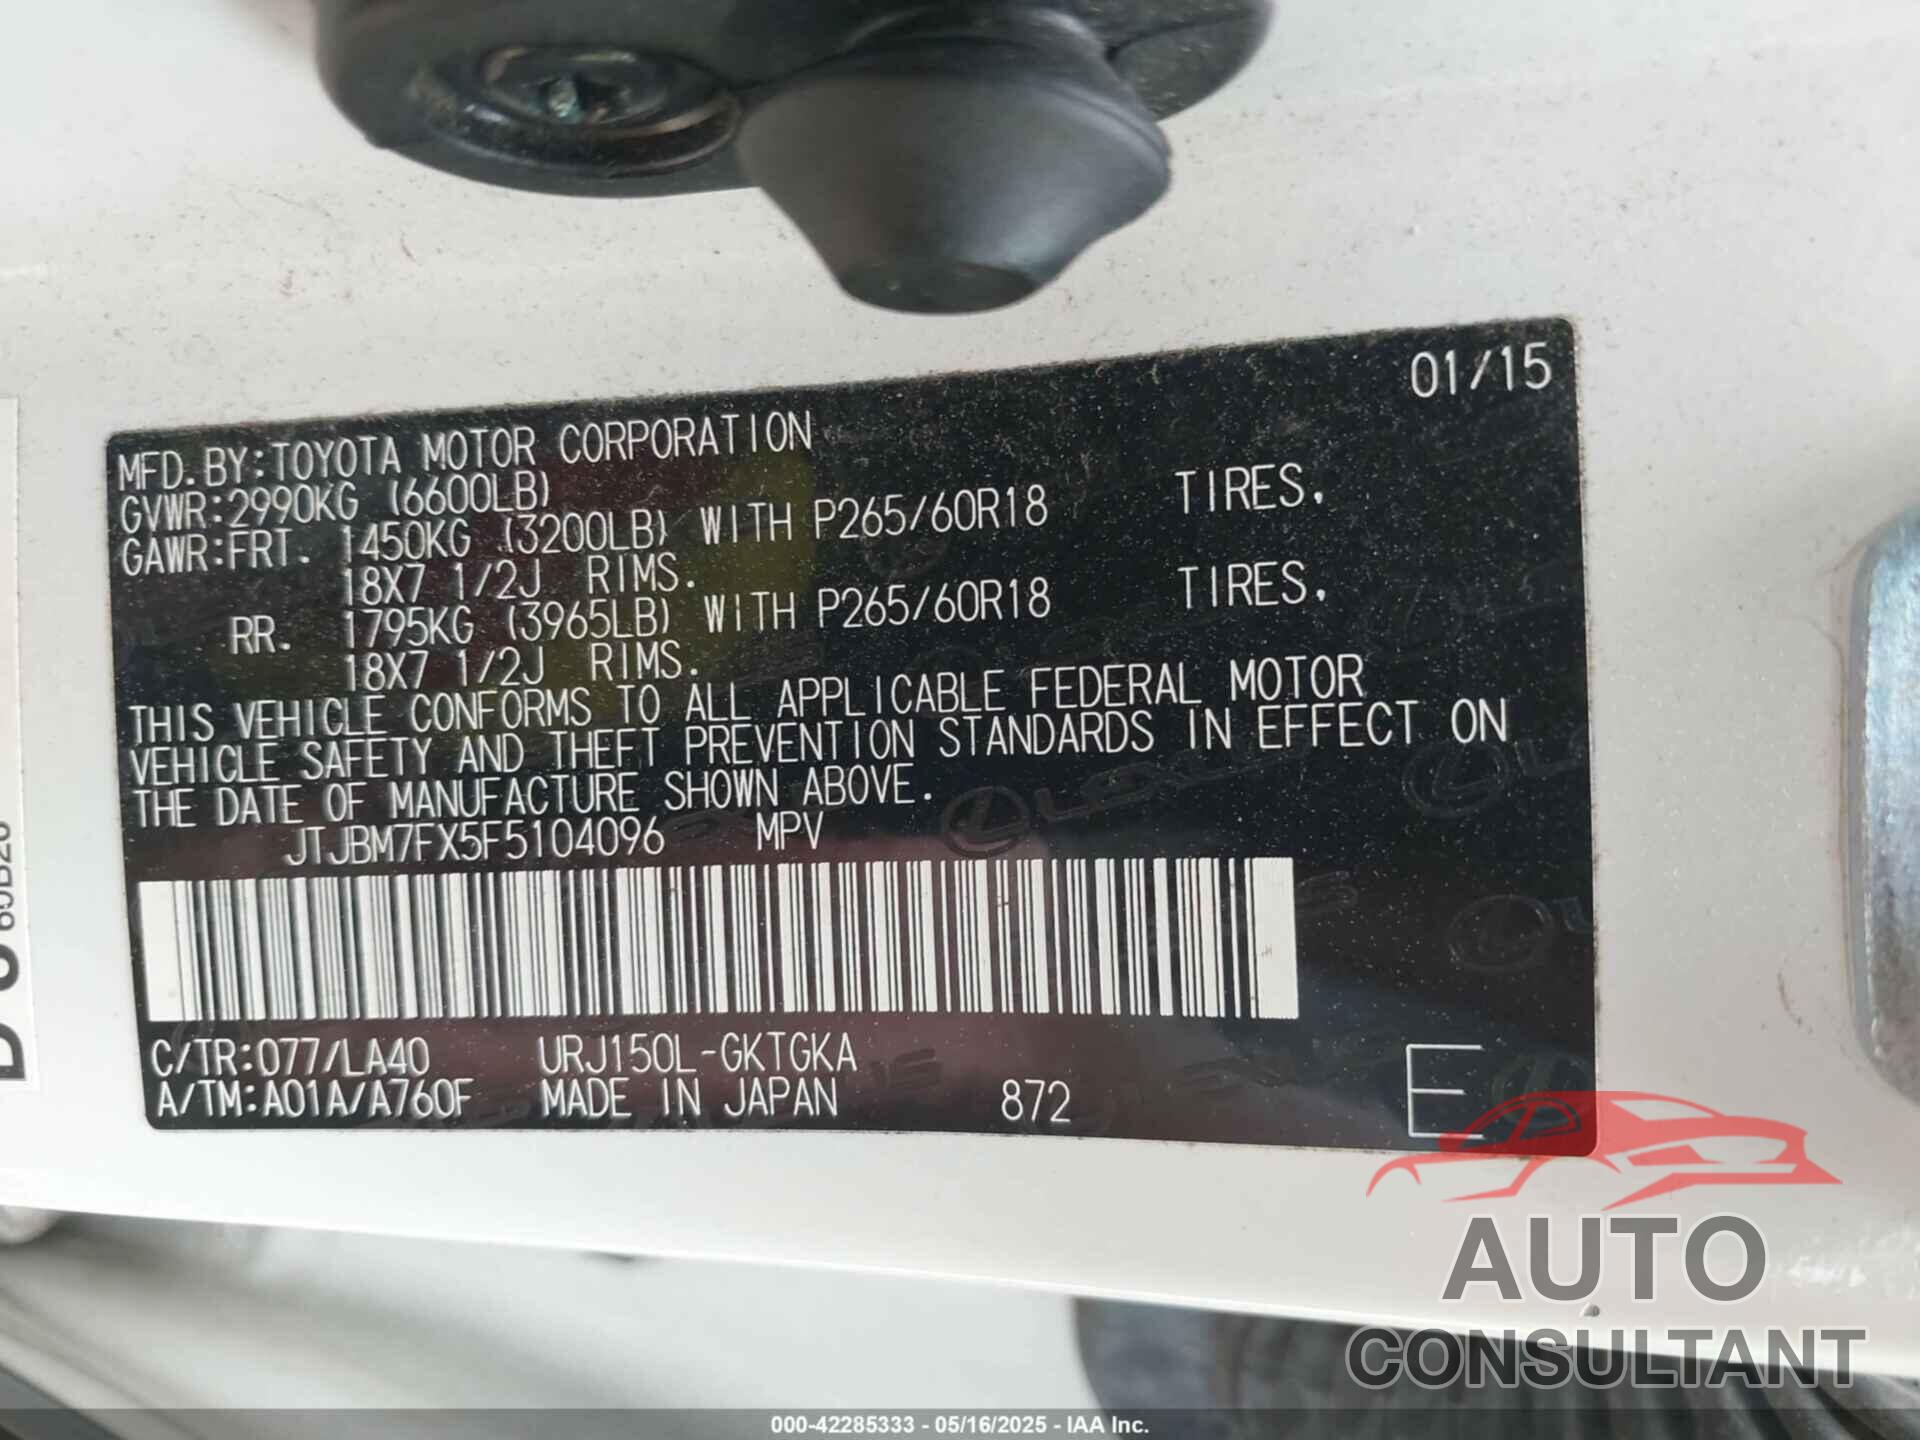 01/15
MFD.BY:TOYOTA MOTOR CORPORATION
GVWR:2990KG (6600LB)
GAWR:FRT. 1450KG (3200LB) WITH P265/60R18 TIRES.
18X7 1/2J RIMS.
RR. 1795KG (3965LB) WITH P265/60R18 TIRES.
18X7 1/2J RIMS.
THIS VEHICLE CONFORMS TO ALL APPLICABLE FEDERAL MOTOR
VEHICLE SAFETY AND THEFT PREVENTION STANDARDS IN EFFECT ON
THE DATE OF MANUFACTURE SHOWN ABOVE.
JTJBM7FX5F5104096 MPV
C/TR:077/LA40 URJ150L-GKTGKA
A/TM:A01A/A760F MADE IN JAPAN 872 E
AUTO
CONSULTANT
000-42285333 - 05/16/2025 - IAA Inc.